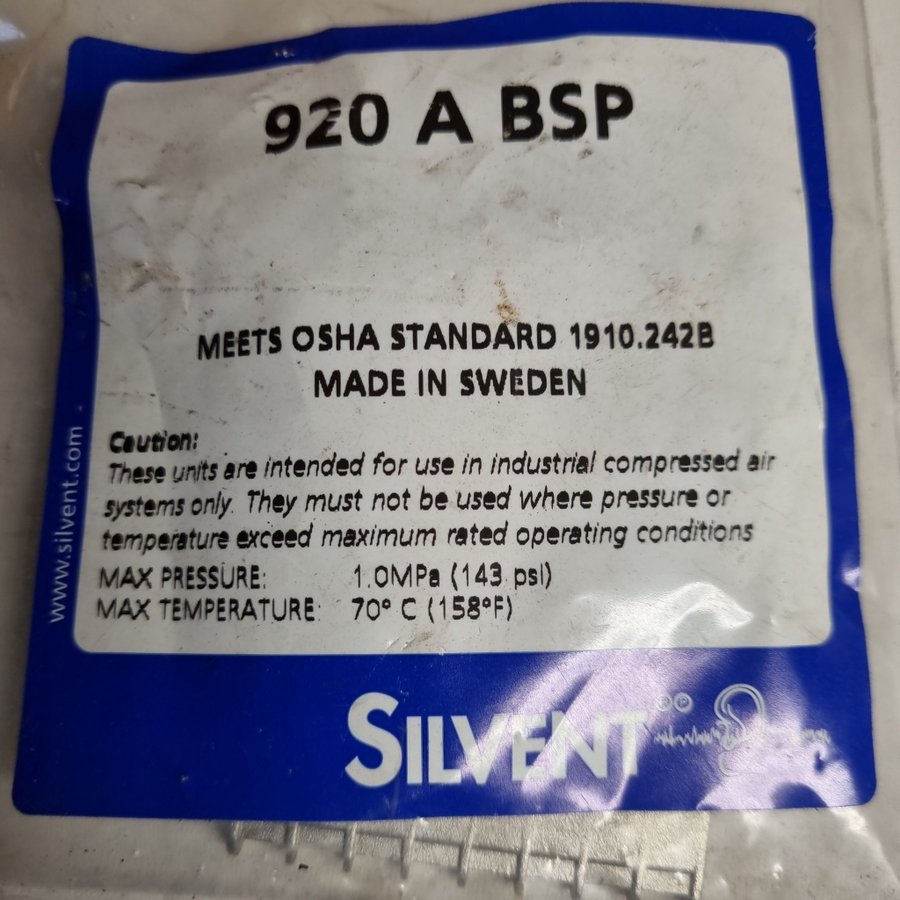 920 A BSP
MEETS OSHA STANDARD 1910.242B
MADE IN SWEDEN
Caution:
These units are intended for use in industrial compressed air
systems only. They must not be used where pressure or
temperature exceed maximum rated operating conditions
MAX PRESSURE: 1.0MPa (143 psi)
MAX TEMPERATURE: 70° C (158°F)
www.silvent.com
SILVENT